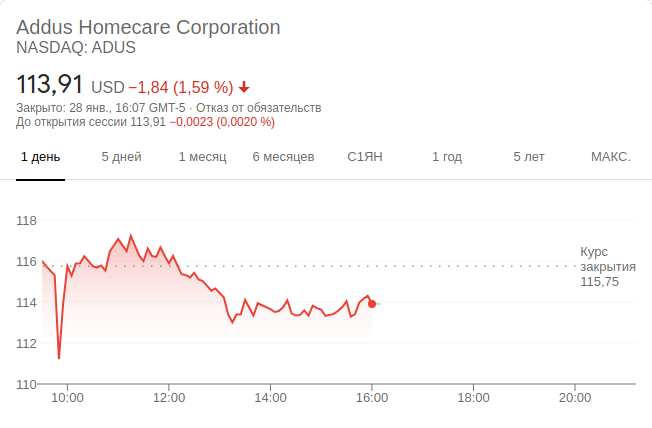 Addus Homecare Corporation
NASDAQ: ADUS
113,91 USD −1,84 (1,59 %)
Закрыто: 28 янв., 16:07 GMT-5 · Отказ от обязательств
До открытия сессии 113,91 −0,0023 (0,0020 %)
1 день 5 дней 1 месяц 6 месяцев С1ЯН 1 год 5 лет МАКС.
118
116
114
112
110
Курс
закрытия
115,75
10:00 12:00 14:00 16:00 18:00 20:00